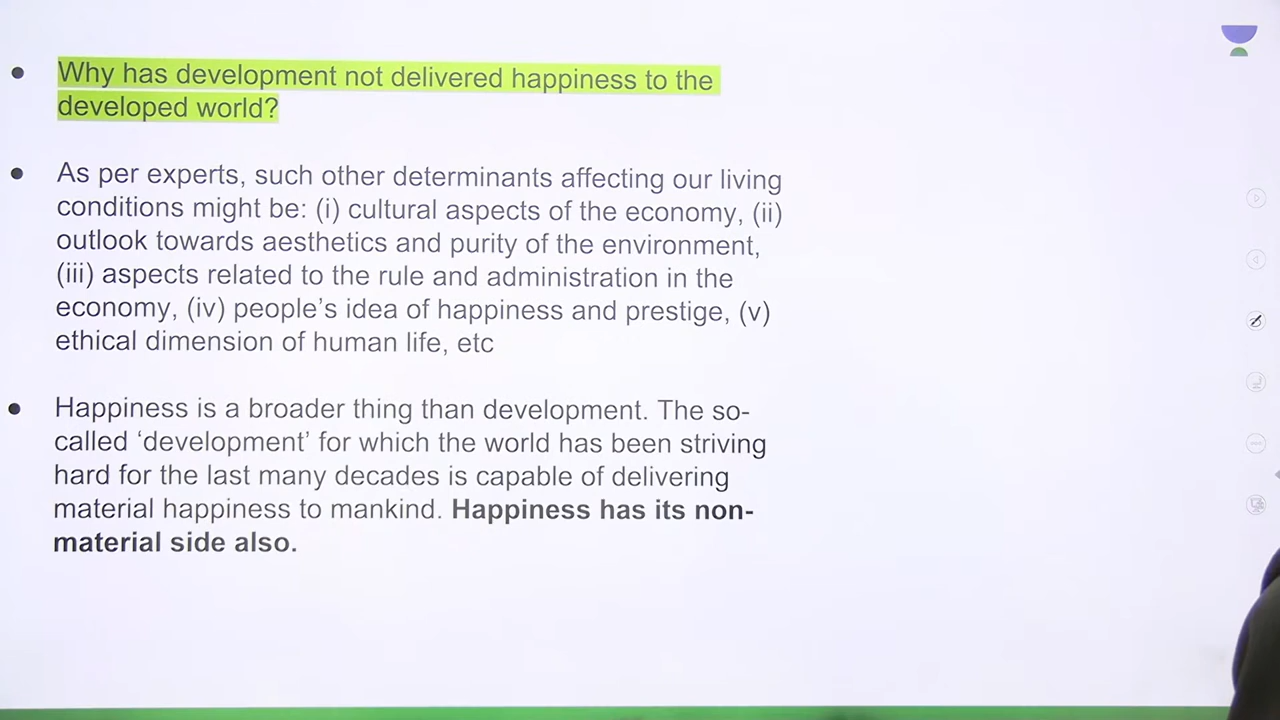 Why has development not delivered happiness to the
developed world?
As per experts, such other determinants affecting our living
conditions might be: (i) cultural aspects of the economy, (ii)
outlook towards aesthetics and purity of the environment,
(iii) aspects related to the rule and administration in the
economy, (iv) people’s idea of happiness and prestige, (v)
ethical dimension of human life, etc
Happiness is a broader thing than development. The so-
called ‘development’ for which the world has been striving
hard for the last many decades is capable of delivering
material happiness to mankind. Happiness has its non-
material side also.